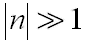 |n| ≫ 1